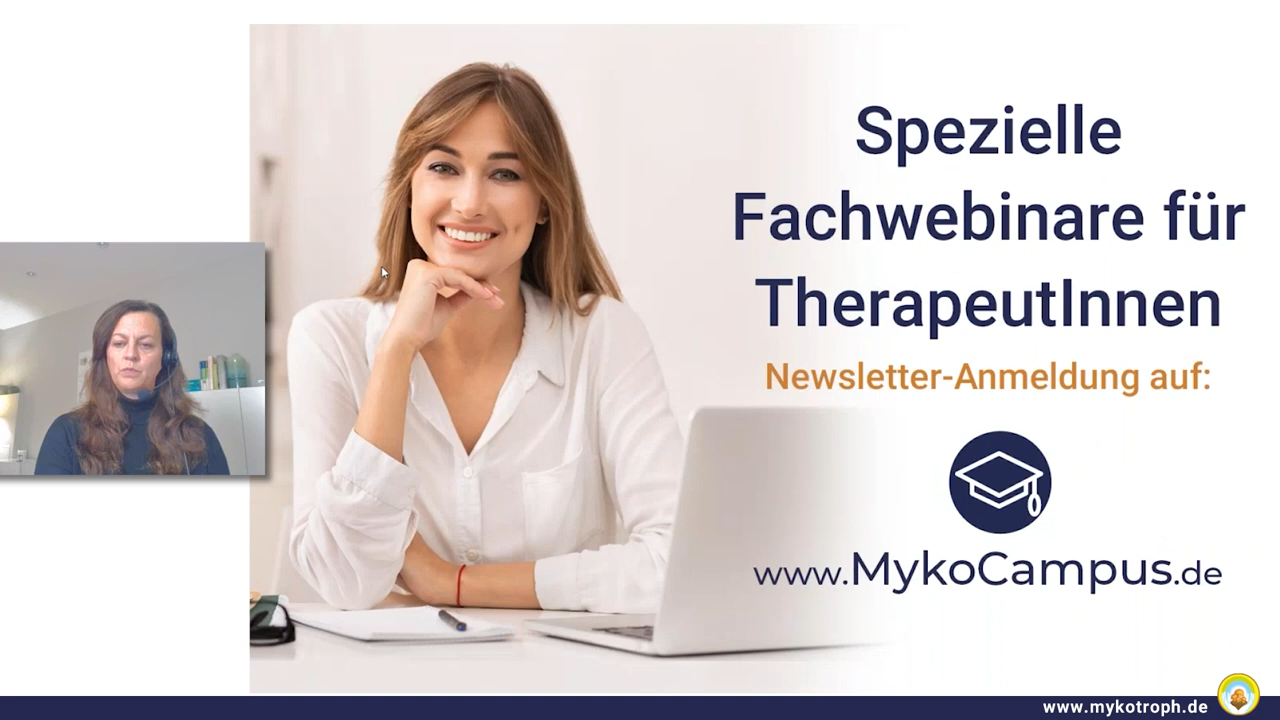 Spezielle
Fachwebinare für
TherapeutInnen
Newsletter-Anmeldung auf:
www.MykoCampus.de
www.mykotroph.de